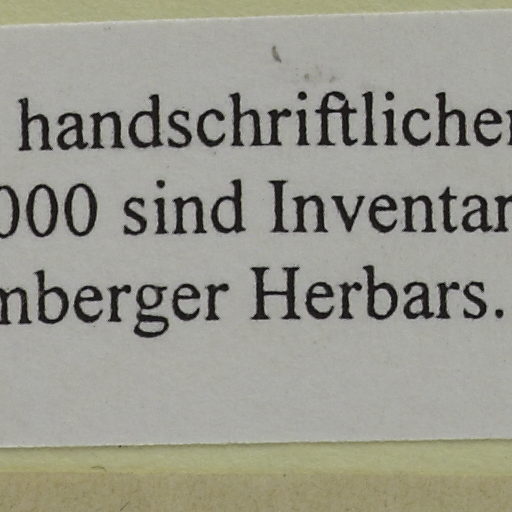 handschriftlicher
000 sind Inventar
mberger Herbars.